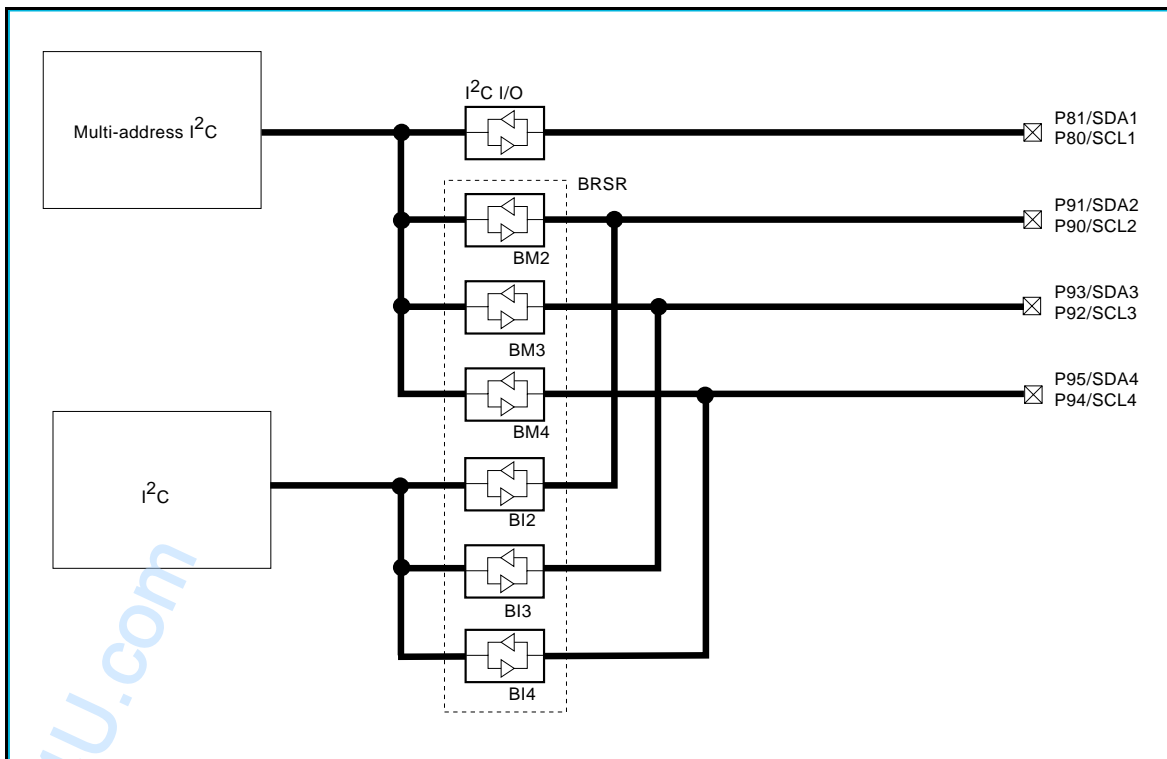 I²C I/O
Multi-address I²C
P81/SDA1
P80/SCL1
BRSR
P91/SDA2
P90/SCL2
BM2
P93/SDA3
P92/SCL3
BM3
P95/SDA4
P94/SCL4
BM4
I²C
BI2
BI3
BI4
U.com